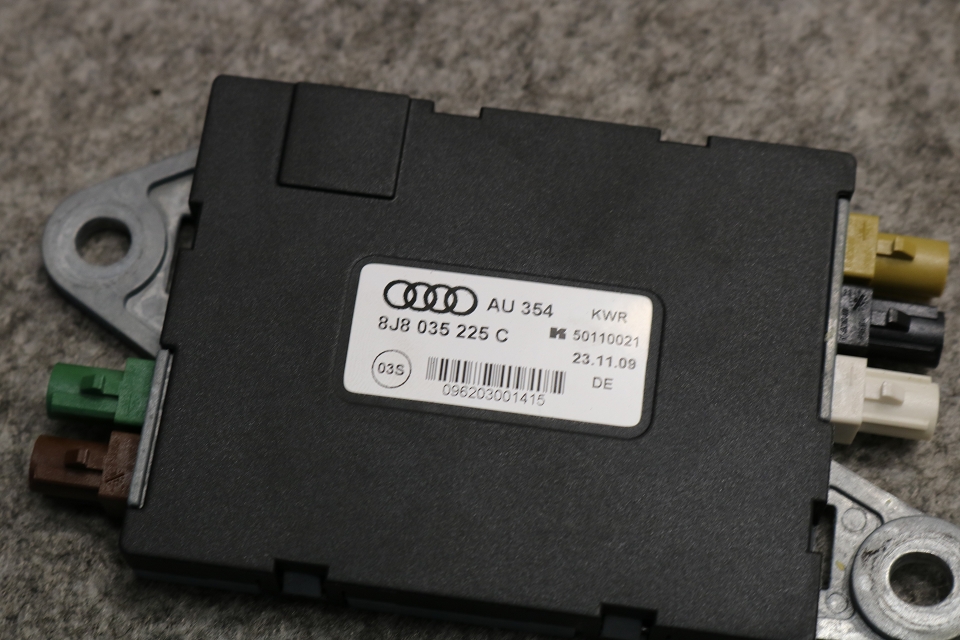 AU 354 KWR
8J8 035 225 C K 50110021
23.11.09
03S DE
096203001415